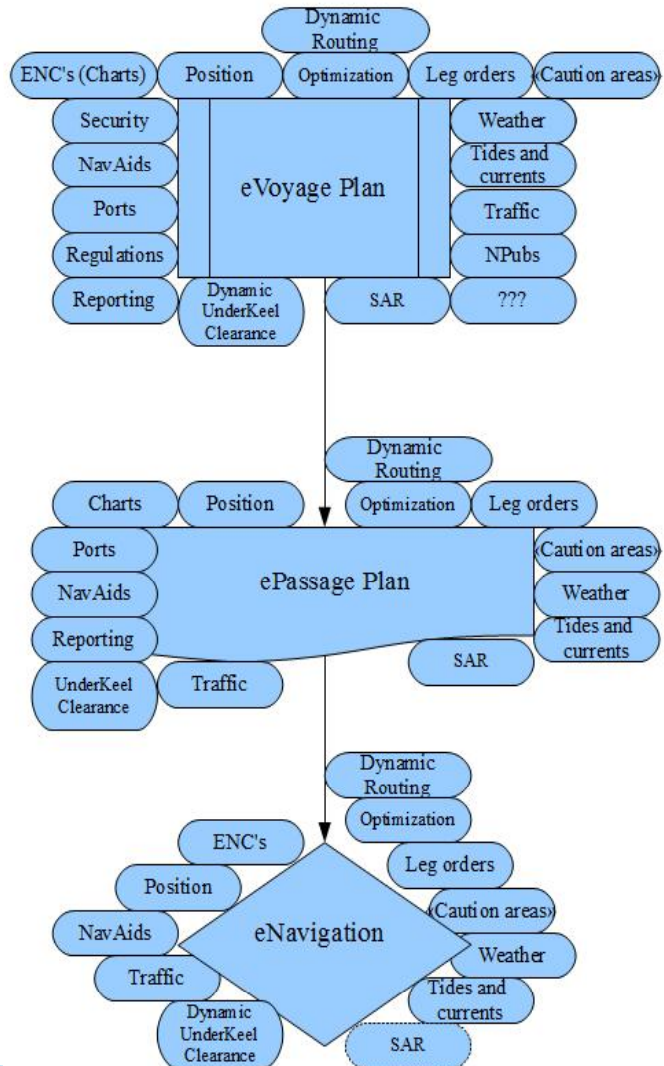 Dynamic
Routing
ENC's (Charts)
Position
Optimization
Leg orders
«Caution areas»
Security
Weather
NavAids
Tides and
currents
eVoyage Plan
Ports
Traffic
Regulations
NPubs
Reporting
Dynamic
UnderKeel
Clearance
SAR
???
Dynamic
Routing
Charts
Position
Optimization
Leg orders
Ports
«Caution areas»
NavAids
ePassage Plan
Weather
Reporting
Tides and
currents
UnderKeel
Clearance
Traffic
SAR
Dynamic
Routing
Optimization
ENC's
Leg orders
Position
«Caution areas»
NavAids
eNavigation
Weather
Traffic
Tides and
currents
Dynamic
UnderKeel
Clearance
SAR